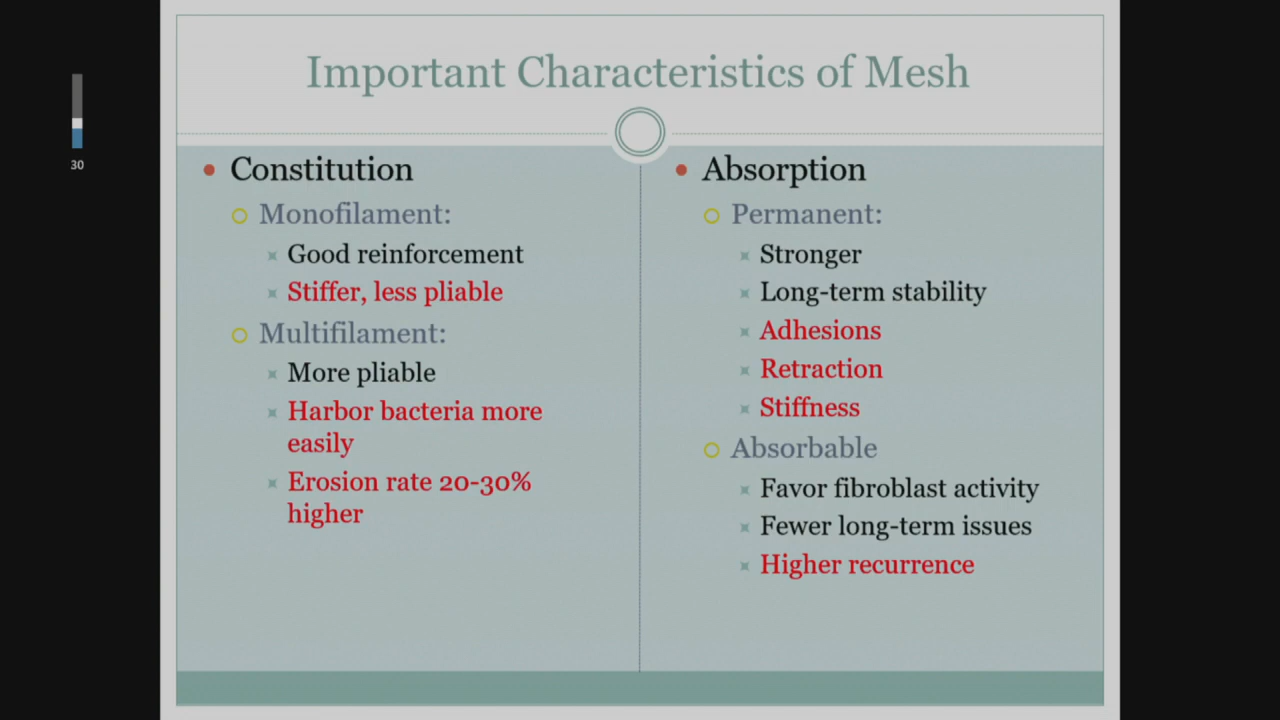 Important Characteristics of Mesh
30
Constitution
Monofilament:
Good reinforcement
Stiffer, less pliable
Multifilament:
More pliable
Harbor bacteria more
easily
Erosion rate 20-30%
higher
Absorption
Permanent:
Stronger
Long-term stability
Adhesions
Retraction
Stiffness
Absorbable
Favor fibroblast activity
Fewer long-term issues
Higher recurrence